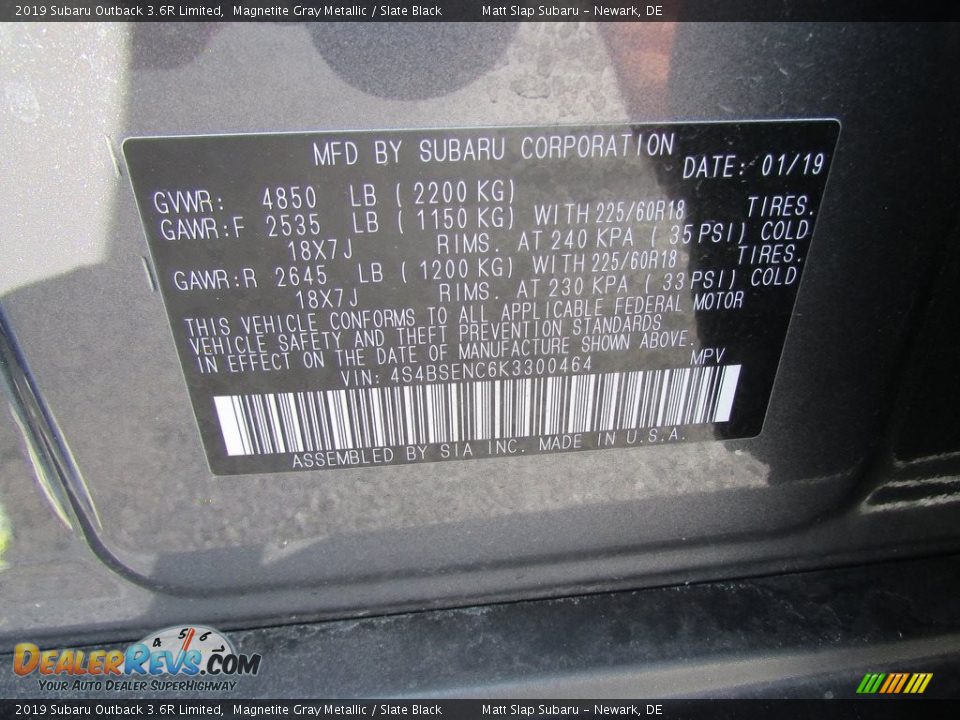 2019 Subaru Outback 3.6R Limited, Magnetite Gray Metallic / Slate Black Matt Slap Subaru - Newark, DE
MFD BY SUBARU CORPORATION
DATE: 01/19
GVWR: 4850 LB (2200 KG)
GAWR:F 2535 LB (1150 KG) WITH 225/60R18 TIRES.
18X7J RIMS. AT 240 KPA (35 PSI) COLD
GAWR:R 2645 LB (1200 KG) WITH 225/60R18 TIRES.
18X7J RIMS. AT 230 KPA (33 PSI) COLD
THIS VEHICLE CONFORMS TO ALL APPLICABLE FEDERAL MOTOR
VEHICLE SAFETY AND THEFT PREVENTION STANDARDS
IN EFFECT ON THE DATE OF MANUFACTURE SHOWN ABOVE.
VIN: 4S4BSENC6K3300464 MPV
ASSEMBLED BY SIA INC. MADE IN U.S.A.
4 5 6
DEALERREVS.COM
YOUR AUTO DEALER SUPERHIGHWAY
2019 Subaru Outback 3.6R Limited, Magnetite Gray Metallic / Slate Black Matt Slap Subaru - Newark, DE